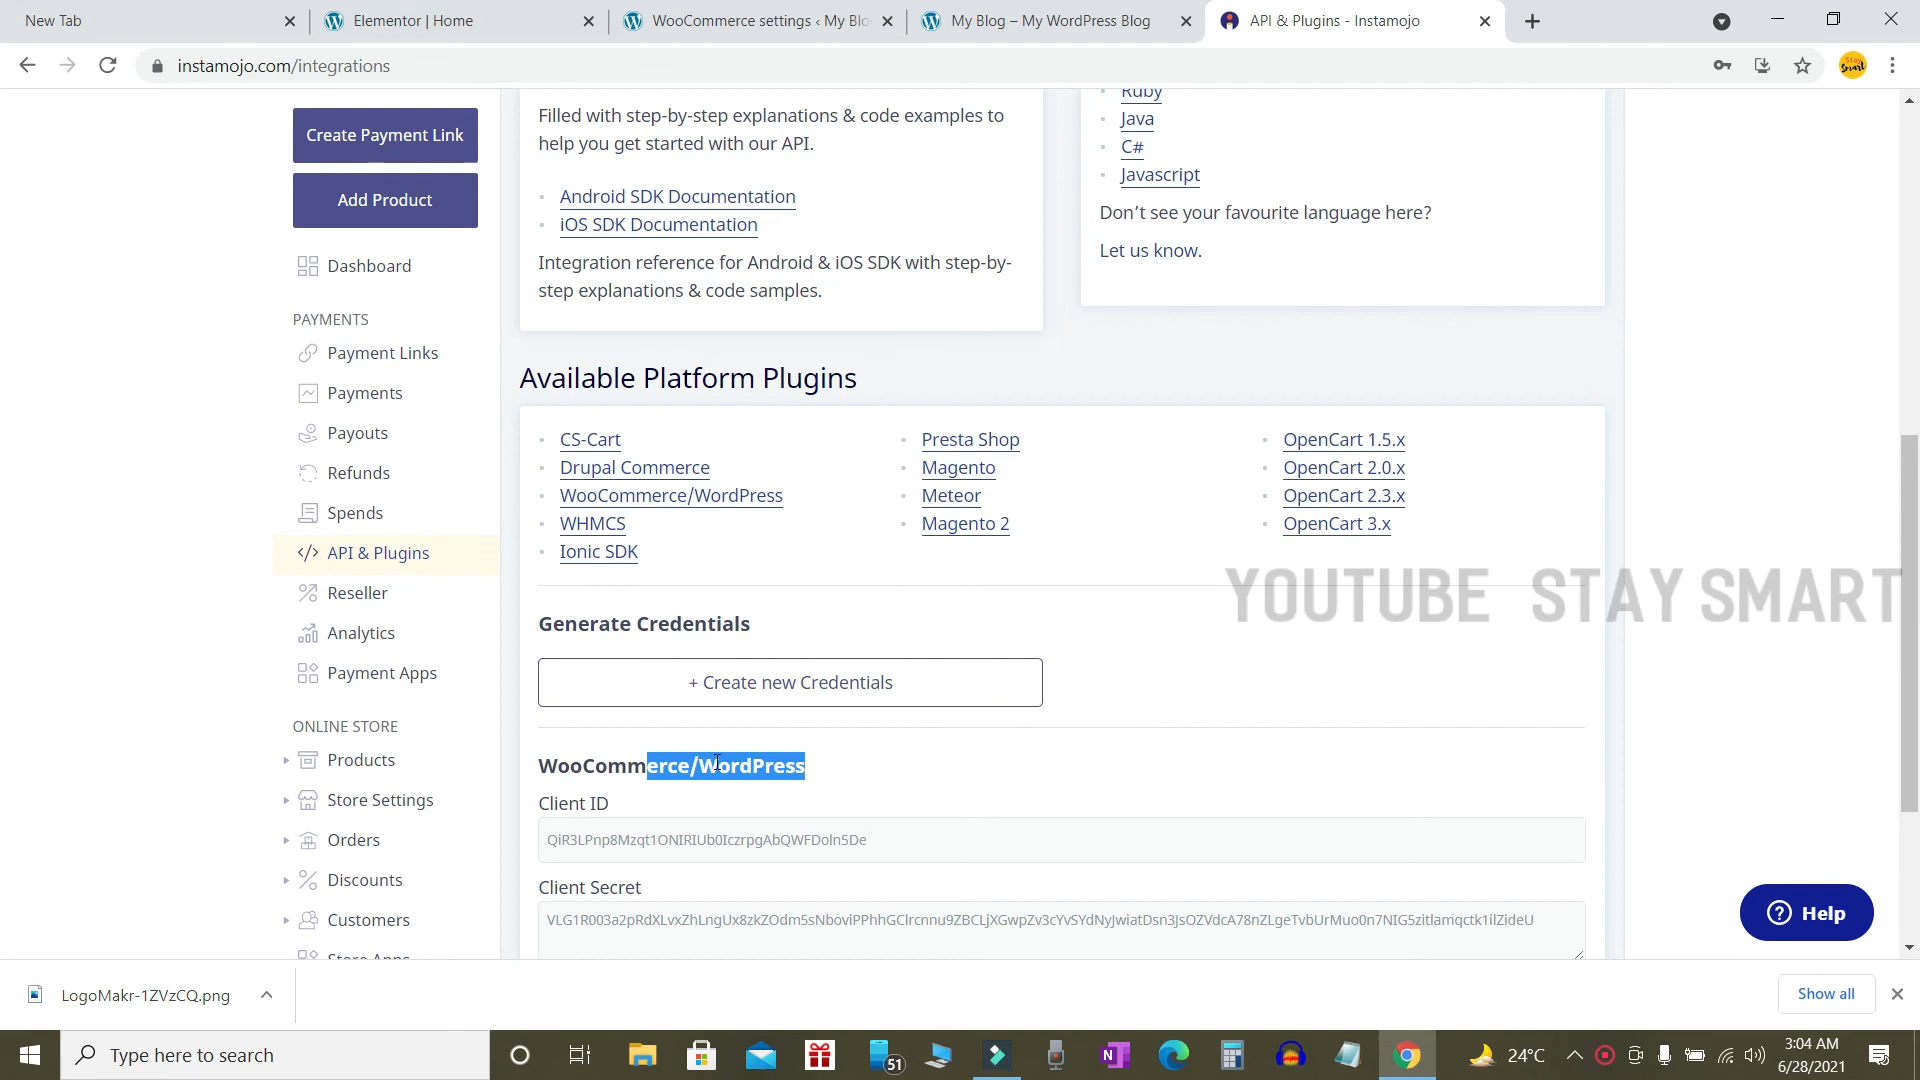 New Tab
Elementor | Home
WooCommerce settings ‹ My Blo
My Blog – My WordPress Blog
API & Plugins - Instamojo
instamojo.com/integrations
Stay Smart
Create Payment Link
Add Product
Dashboard
PAYMENTS
Payment Links
Payments
Payouts
Refunds
Spends
API & Plugins
Reseller
Analytics
Payment Apps
ONLINE STORE
Products
Store Settings
Orders
Discounts
Customers
Store Apps
Filled with step-by-step explanations & code examples to
help you get started with our API.
Android SDK Documentation
iOS SDK Documentation
Integration reference for Android & iOS SDK with step-by-
step explanations & code samples.
Ruby
Java
C#
Javascript
Don’t see your favourite language here?
Let us know.
Available Platform Plugins
CS-Cart
Drupal Commerce
WooCommerce/WordPress
WHMCS
Ionic SDK
Presta Shop
Magento
Meteor
Magento 2
OpenCart 1.5.x
OpenCart 2.0.x
OpenCart 2.3.x
OpenCart 3.x
YOUTUBE STAY SMART
Generate Credentials
+ Create new Credentials
WooCommerce/WordPress
Client ID
QiR3LPnp8Mzqt1ONIRIUb0IczrpgAbQWFDoln5De
Client Secret
VLG1R003a2pRdXLvxZhLngUx8zkZOdm5sNboviPPhhGClrcnnu9ZBCLjXGwpZv3cYvSYdNyJwiatDsn3JsOZVdcA78nZLgeTvbUrMuo0n7NIG5zitlamqctk1ilZideU
Help
LogoMakr-1ZVzCQ.png
Show all
Type here to search
51
24°C
3:04 AM
6/28/2021